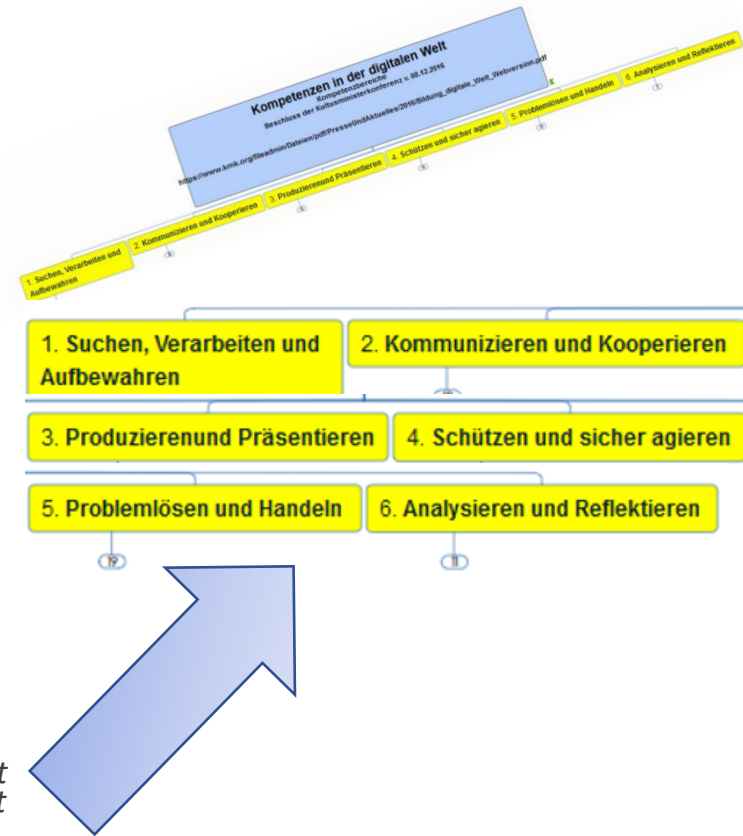 Kompetenzen in der digitalen Welt
Kompetenzbereiche
Beschluss der Kultusministerkonferenz v. 08.12.2016
https://www.kmk.org/fileadmin/Dateien/pdf/PresseUndAktuelles/2016/Bildung_digitale_Welt_Webversion.pdf
1. Suchen, Verarbeiten und
Aufbewahren
2. Kommunizieren und Kooperieren
3. Produzierenund Präsentieren
4. Schützen und sicher agieren
5. Problemlösen und Handeln
6. Analysieren und Reflektieren
1. Suchen, Verarbeiten und
Aufbewahren
2. Kommunizieren und Kooperieren
3. Produzierenund Präsentieren
4. Schützen und sicher agieren
5. Problemlösen und Handeln
6. Analysieren und Reflektieren
19
11
t
t